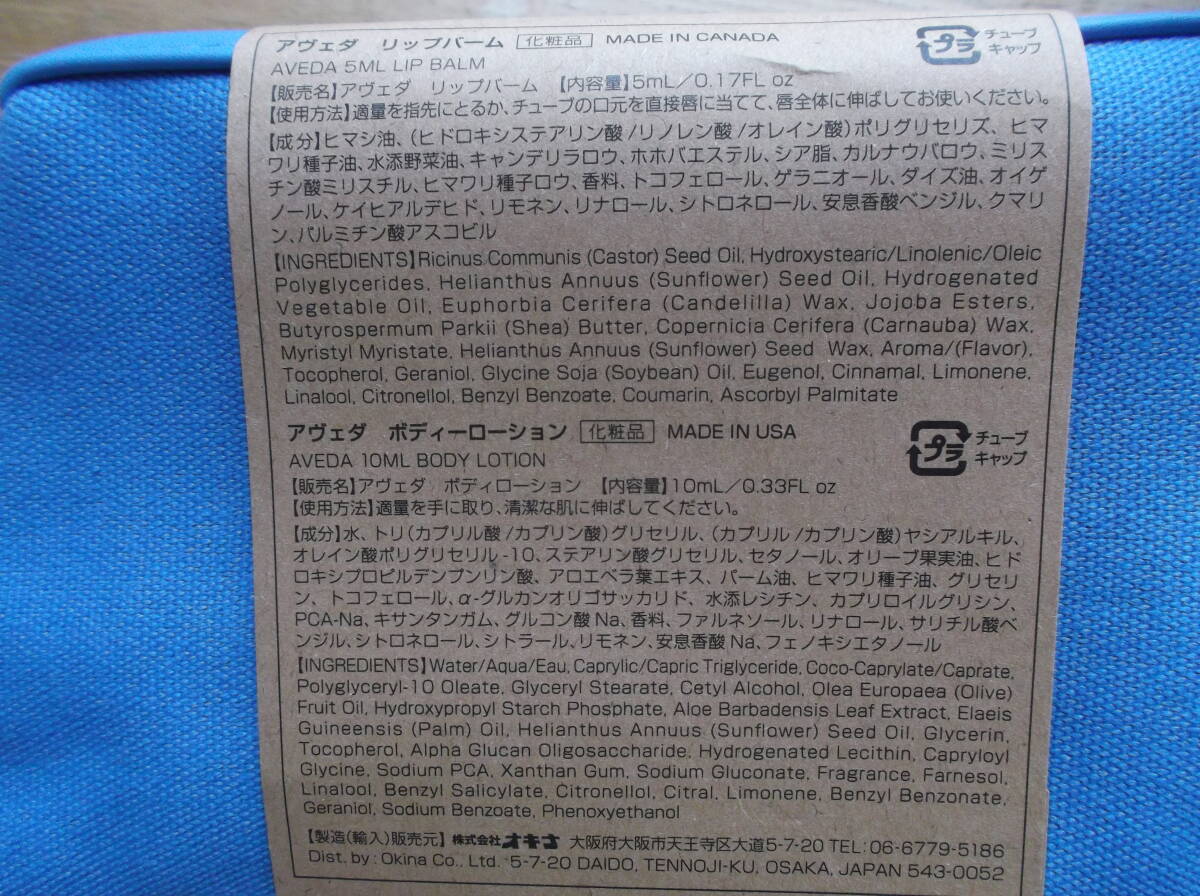 アヴェダ リップバーム 化粧品 MADE IN CANADA
プラ チューブ キャップ
AVEDA 5ML LIP BALM
【販売名】アヴェダ リップバーム 【内容量】5mL/0.17FL oz
【使用方法】適量を指先にとるか、チューブの口元を直接唇に当てて、唇全体に伸ばしてお使いください。
【成分】ヒマシ油、(ヒドロキシステアリン酸/リノレン酸/オレイン酸)ポリグリセリズ、ヒマ
ワリ種子油、水添野菜油、キャンデリラロウ、ホホバエステル、シア脂、カルナウバロウ、ミリス
チン酸ミリスチル、ヒマワリ種子ロウ、香料、トコフェロール、ゲラニオール、ダイズ油、オイゲ
ノール、ケイヒアルデヒド、リモネン、リナロール、シトロネロール、安息香酸ベンジル、クマリ
ン、パルミチン酸アスコビル
【INGREDIENTS】Ricinus Communis (Castor) Seed Oil, Hydroxystearic/Linolenic/Oleic
Polyglycerides, Helianthus Annuus (Sunflower) Seed Oil, Hydrogenated
Vegetable Oil, Euphorbia Cerifera (Candelilla) Wax, Jojoba Esters,
Butyrospermum Parkii (Shea) Butter, Copernicia Cerifera (Carnauba) Wax,
Myristyl Myristate, Helianthus Annuus (Sunflower) Seed Wax, Aroma/(Flavor),
Tocopherol, Geraniol, Glycine Soja (Soybean) Oil, Eugenol, Cinnamal, Limonene,
Linalool, Citronellol, Benzyl Benzoate, Coumarin, Ascorbyl Palmitate
アヴェダ ボディーローション 化粧品 MADE IN USA
プラ チューブ キャップ
AVEDA 10ML BODY LOTION
【販売名】アヴェダ ボディローション 【内容量】10mL/0.33FL oz
【使用方法】適量を手に取り、清潔な肌に伸ばしてください。
【成分】水、トリ(カプリル酸/カプリン酸)グリセリル、(カプリル/カプリン酸)ヤシアルキル、
オレイン酸ポリグリセリル-10、ステアリン酸グリセリル、セタノール、オリーブ果実油、ヒド
ロキシプロピルデンプンリン酸、アロエベラ葉エキス、パーム油、ヒマワリ種子油、グリセリ
ン、トコフェロール、α-グルカンオリゴサッカリド、水添レシチン、カプリロイルグリシン、
PCA-Na、キサンタンガム、グルコン酸Na、香料、ファルネソール、リナロール、サリチル酸ベ
ンジル、シトロネロール、シトラール、リモネン、安息香酸Na、フェノキシエタノール
【INGREDIENTS】Water/Aqua/Eau, Caprylic/Capric Triglyceride, Coco-Caprylate/Caprate,
Polyglyceryl-10 Oleate, Glyceryl Stearate, Cetyl Alcohol, Olea Europaea (Olive)
Fruit Oil, Hydroxypropyl Starch Phosphate, Aloe Barbadensis Leaf Extract, Elaeis
Guineensis (Palm) Oil, Helianthus Annuus (Sunflower) Seed Oil, Glycerin,
Tocopherol, Alpha Glucan Oligosaccharide, Hydrogenated Lecithin, Capryloyl
Glycine, Sodium PCA, Xanthan Gum, Sodium Gluconate, Fragrance, Farnesol,
Linalool, Benzyl Salicylate, Citronellol, Citral, Limonene, Benzyl Benzonate,
Geraniol, Sodium Benzoate, Phenoxyethanol
【製造(輸入)販売元】 株式会社オキナ 大阪府大阪市天王寺区大道5-7-20 TEL:06-6779-5186
Dist. by : Okina Co., Ltd. 5-7-20 DAIDO, TENNOJI-KU, OSAKA, JAPAN 543-0052